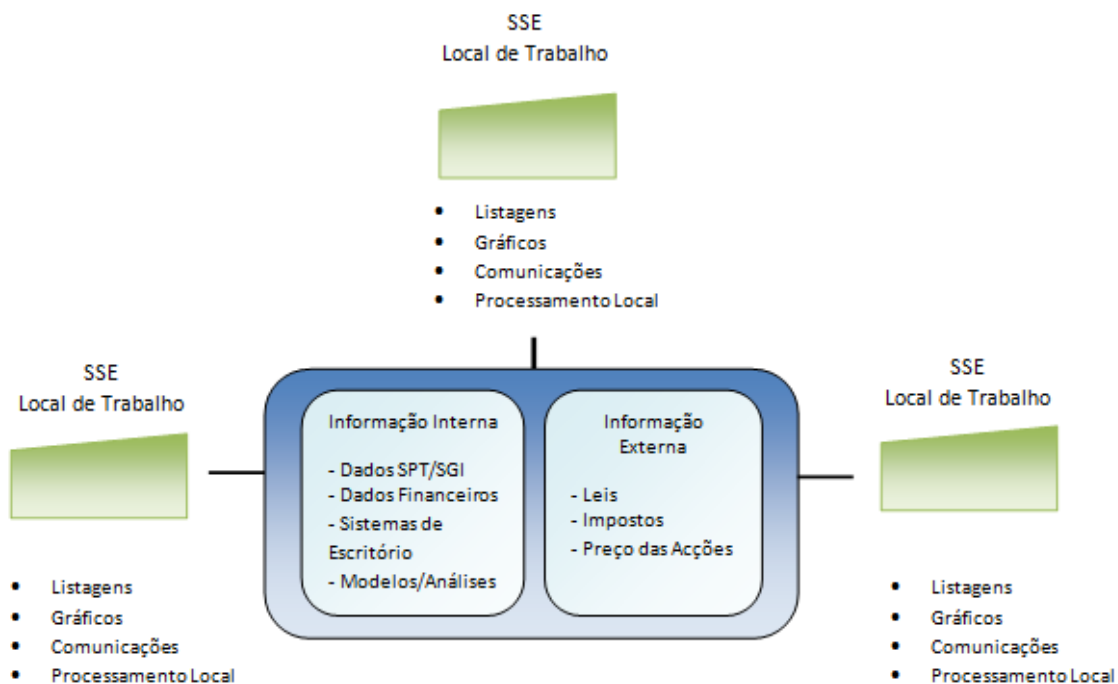 SSE
Local de Trabalho
• Listagens
• Gráficos
• Comunicações
• Processamento Local
SSE
Local de Trabalho
• Listagens
• Gráficos
• Comunicações
• Processamento Local
Informação Interna
- Dados SPT/SGI
- Dados Financeiros
- Sistemas de
Escritório
- Modelos/Análises
Informação
Externa
- Leis
- Impostos
- Preço das Acções
SSE
Local de Trabalho
• Listagens
• Gráficos
• Comunicações
• Processamento Local